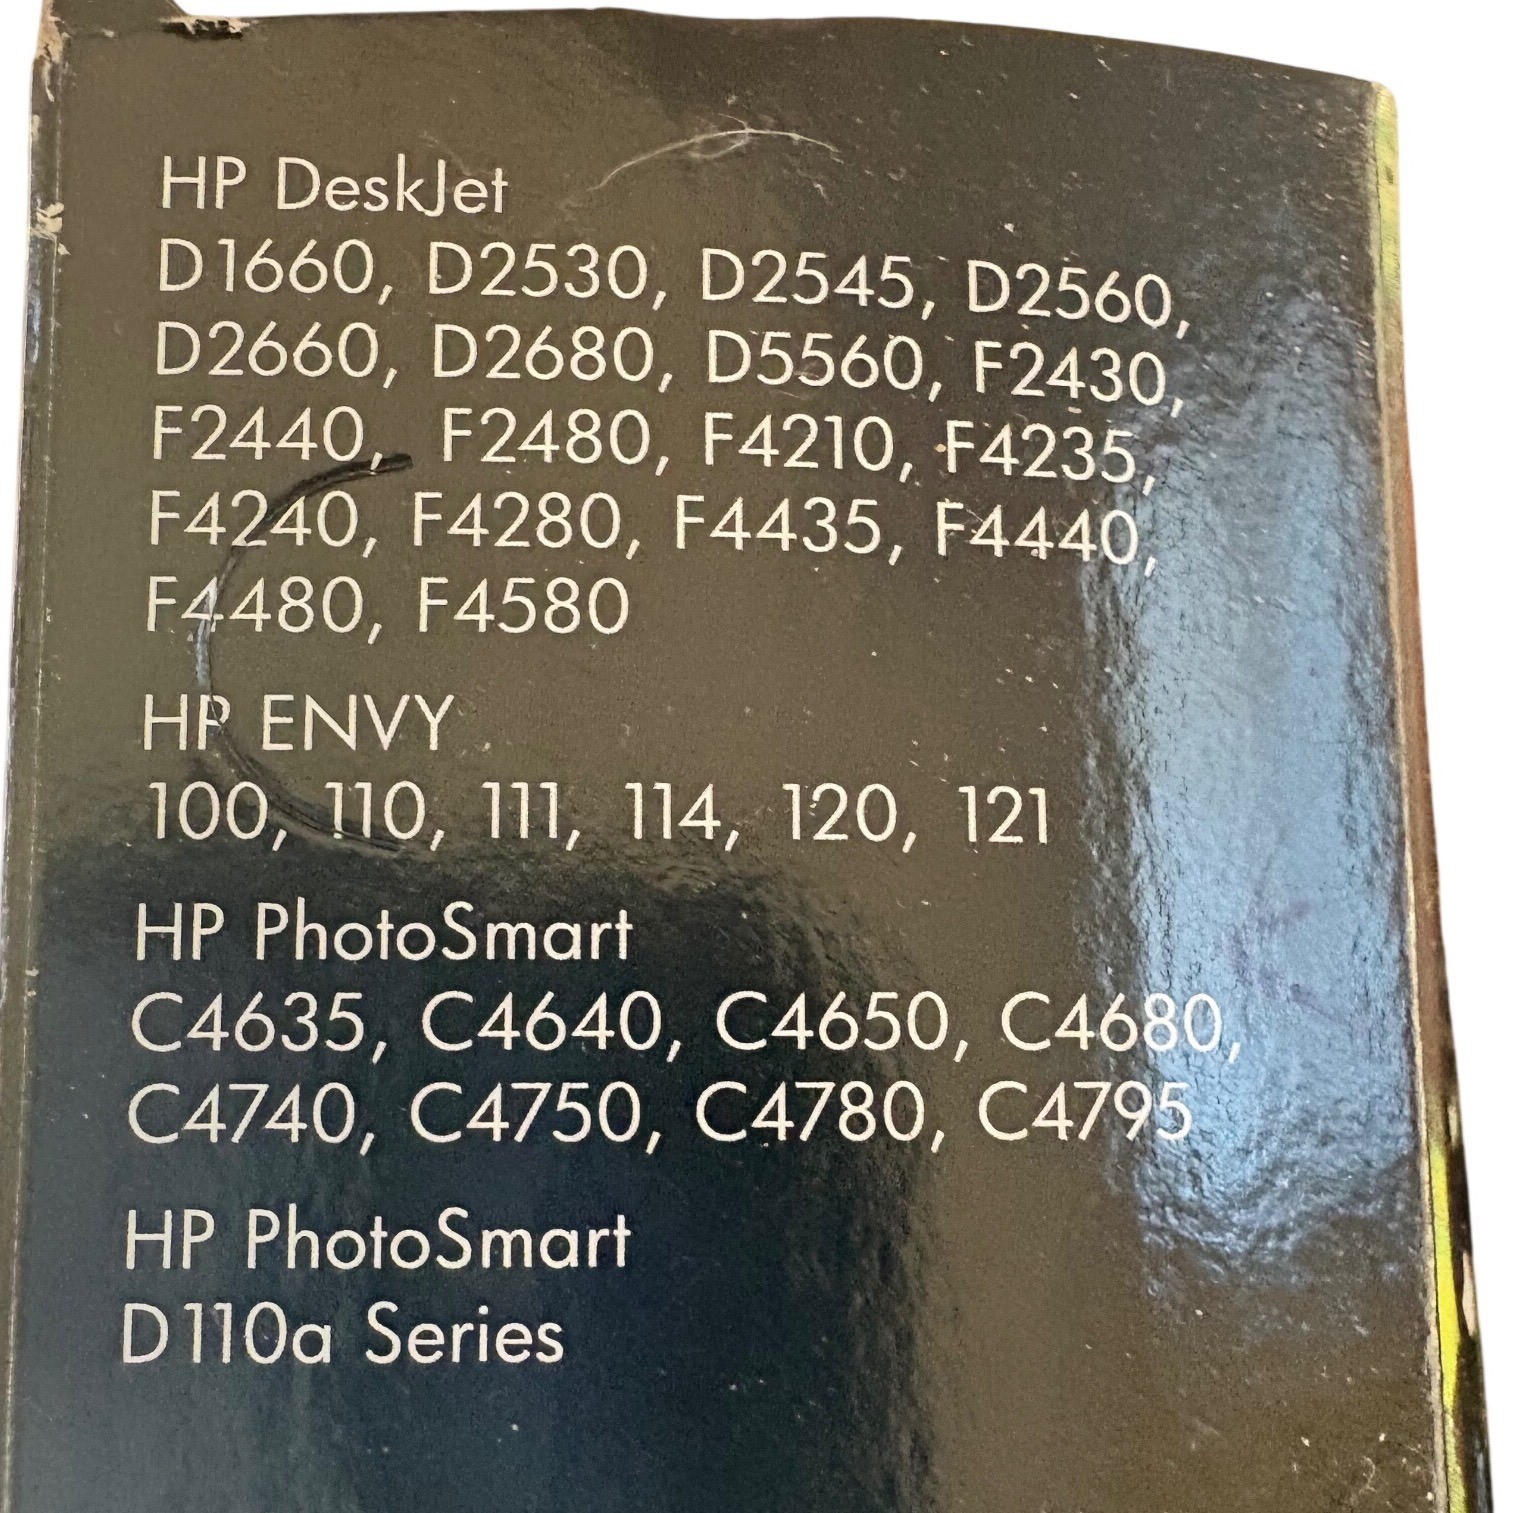 HP DeskJet
D1660, D2530, D2545, D2560,
D2660, D2680, D5560, F2430,
F2440, F2480, F4210, F4235,
F4240, F4280, F4435, F4440,
F4480, F4580
HP ENVY
100, 110, 111, 114, 120, 121
HP PhotoSmart
C4635, C4640, C4650, C4680,
C4740, C4750, C4780, C4795
HP PhotoSmart
D110a Series